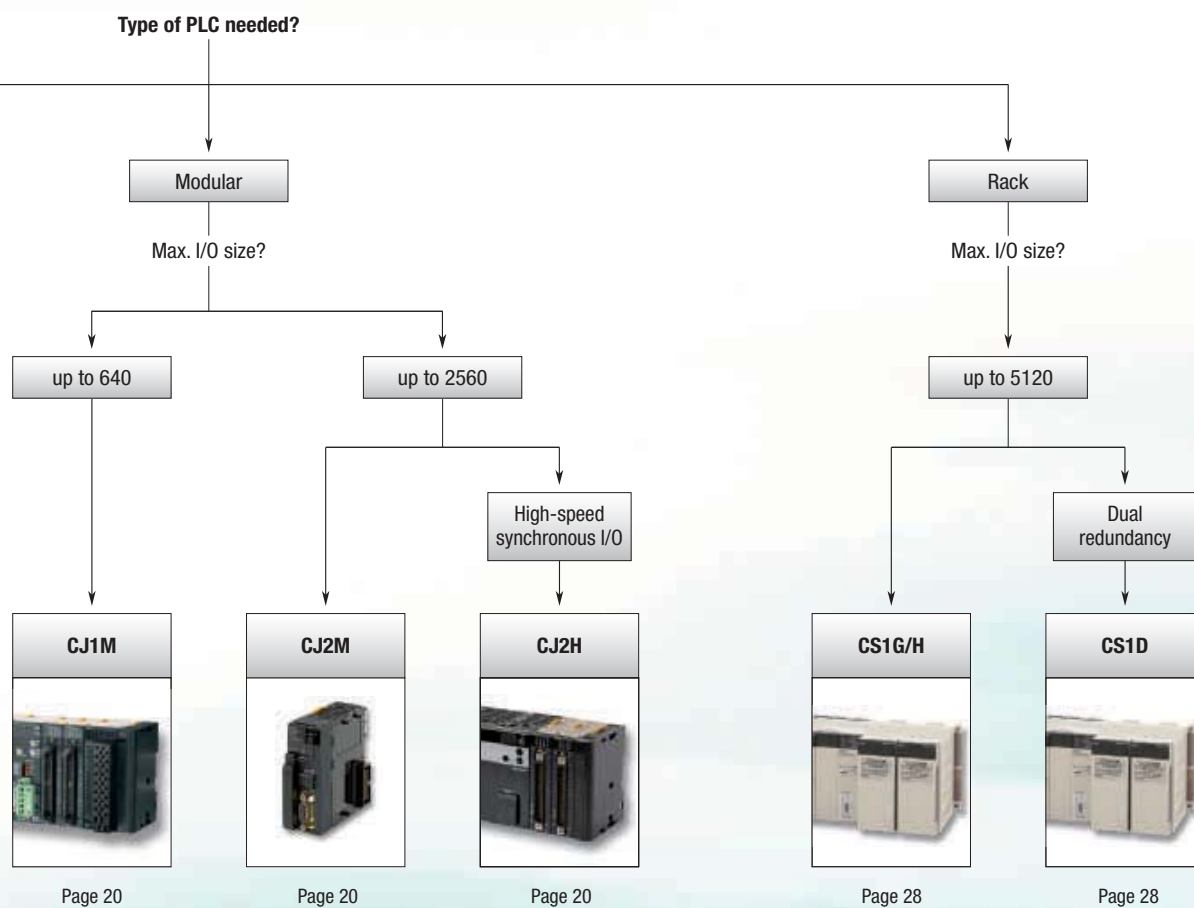 Type of PLC needed?
Modular
Rack
Max. I/O size?
Max. I/O size?
up to 640
up to 2560
up to 5120
High-speed
synchronous I/O
Dual
redundancy
CJ1M
CJ2M
CJ2H
CS1G/H
CS1D
Page 20
Page 20
Page 20
Page 28
Page 28